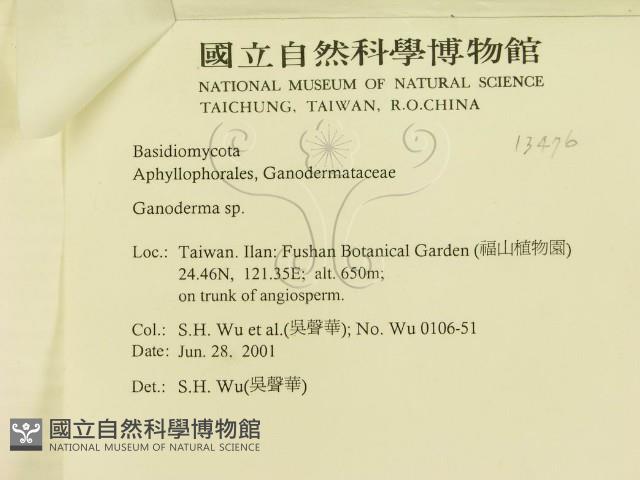 國立自然科學博物館
NATIONAL MUSEUM OF NATURAL SCIENCE
TAICHUNG, TAIWAN, R.O.CHINA
13476
Basidiomycota
Aphyllophorales, Ganodermataceae
Ganoderma sp.
Loc.: Taiwan. Ilan: Fushan Botanical Garden (福山植物園)
24.46N, 121.35E; alt. 650m;
on trunk of angiosperm.
Col.: S.H. Wu et al.(吳聲華); No. Wu 0106-51
Date: Jun. 28, 2001
Det.: S.H. Wu(吳聲華)
國立自然科學博物館
NATIONAL MUSEUM OF NATURAL SCIENCE